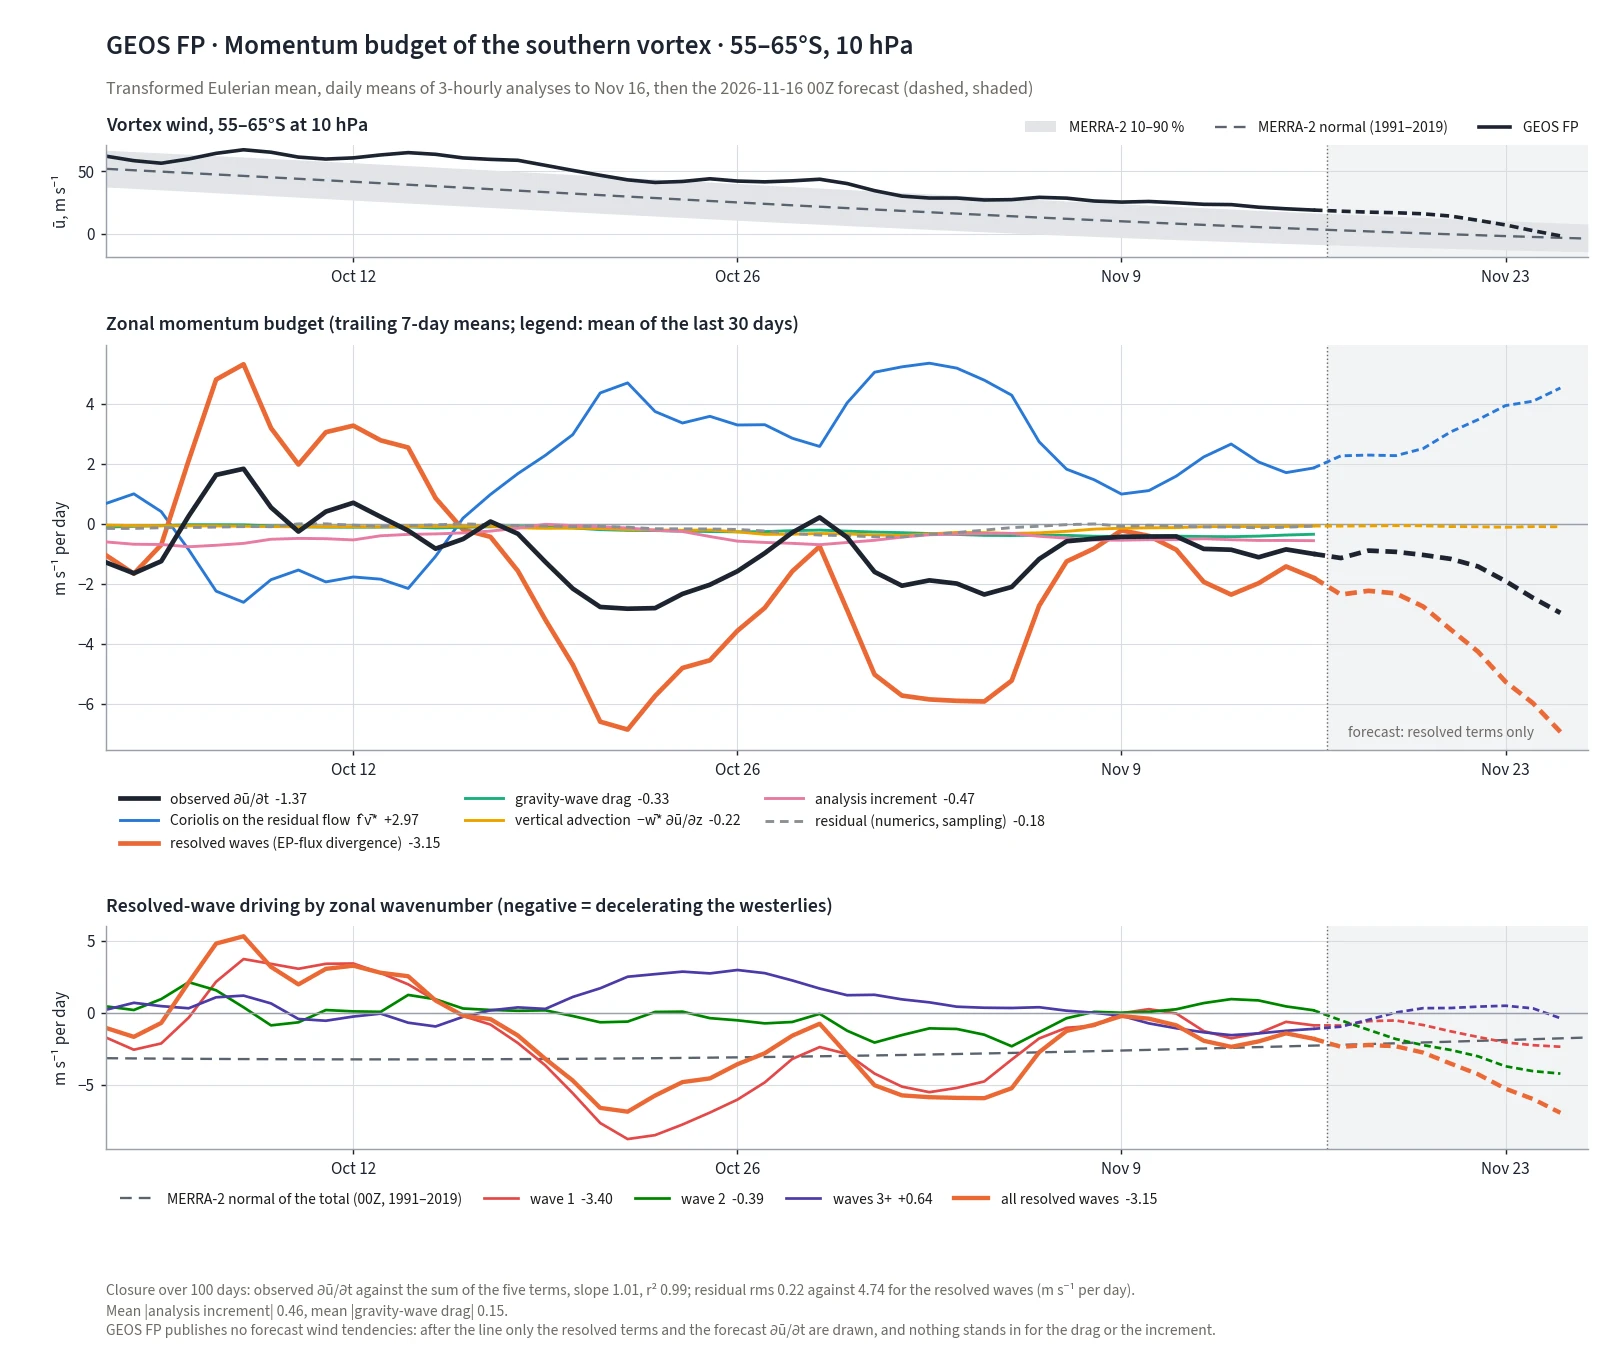 GEOS FP · Momentum budget of the southern vortex · 55–65°S, 10 hPa
Transformed Eulerian mean, daily means of 3-hourly analyses to Nov 16, then the 2026-11-16 00Z forecast (dashed, shaded)
Vortex wind, 55–65°S at 10 hPa
MERRA-2 10–90 %
MERRA-2 normal (1991–2019)
GEOS FP
ū, m s⁻¹
50
0
Oct 12
Oct 26
Nov 9
Nov 23
Zonal momentum budget (trailing 7-day means; legend: mean of the last 30 days)
m s⁻¹ per day
4
2
0
−2
−4
−6
forecast: resolved terms only
Oct 12
Oct 26
Nov 9
Nov 23
observed ∂ū/∂t -1.37
gravity-wave drag -0.33
analysis increment -0.47
Coriolis on the residual flow f v̄* +2.97
vertical advection −w̄* ∂ū/∂z -0.22
residual (numerics, sampling) -0.18
resolved waves (EP-flux divergence) -3.15
Resolved-wave driving by zonal wavenumber (negative = decelerating the westerlies)
m s⁻¹ per day
5
0
−5
Oct 12
Oct 26
Nov 9
Nov 23
MERRA-2 normal of the total (00Z, 1991–2019)
wave 1 -3.40
wave 2 -0.39
waves 3+ +0.64
all resolved waves -3.15
Closure over 100 days: observed ∂ū/∂t against the sum of the five terms, slope 1.01, r² 0.99; residual rms 0.22 against 4.74 for the resolved waves (m s⁻¹ per day).
Mean |analysis increment| 0.46, mean |gravity-wave drag| 0.15.
GEOS FP publishes no forecast wind tendencies: after the line only the resolved terms and the forecast ∂ū/∂t are drawn, and nothing stands in for the drag or the increment.